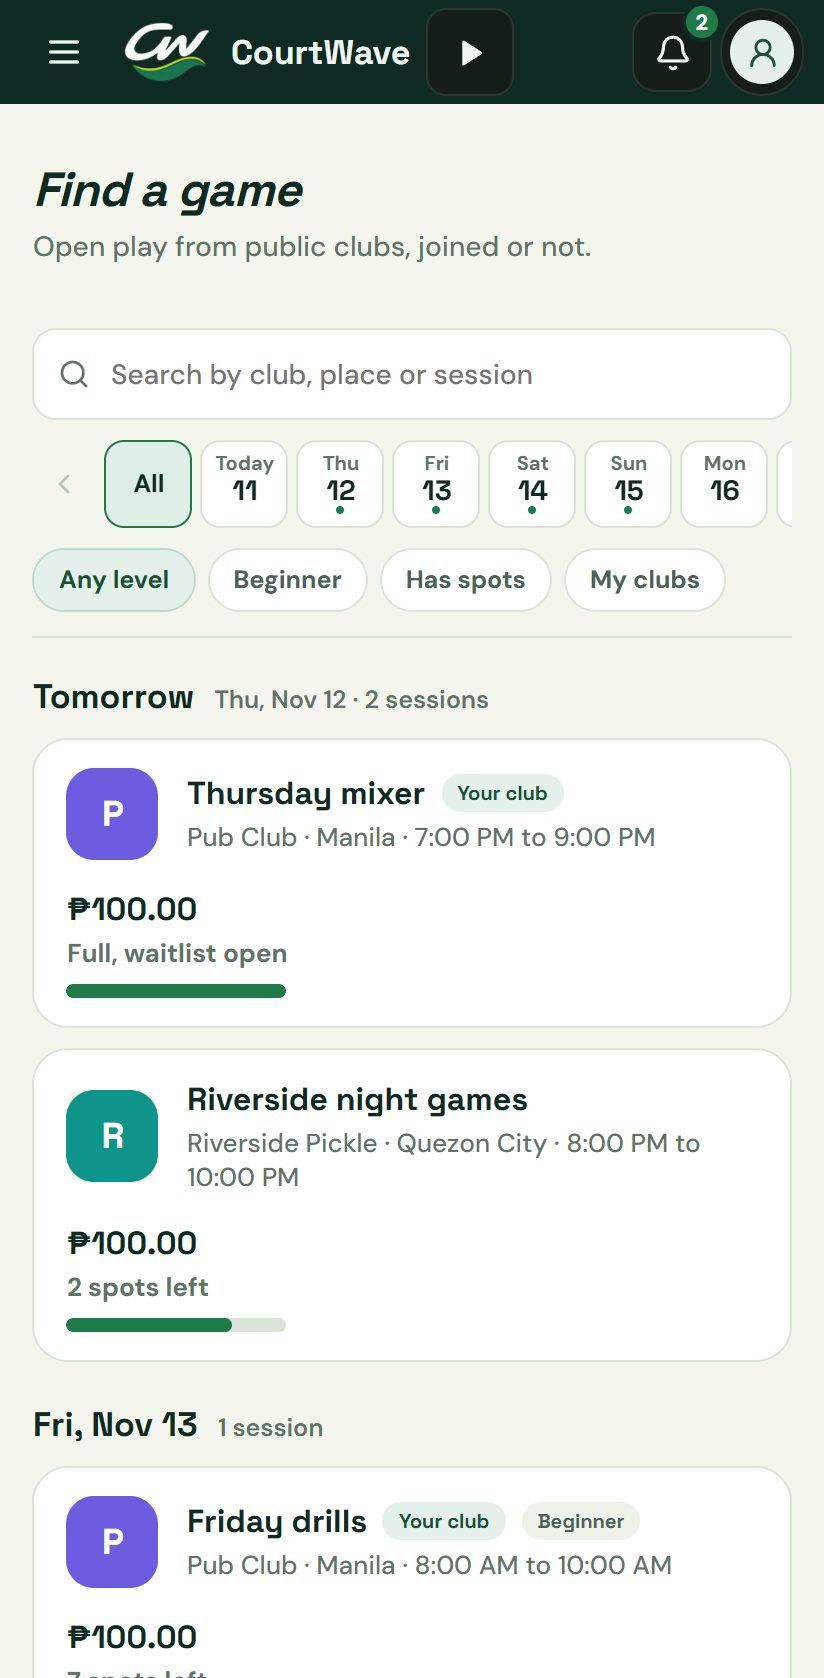 CW CourtWave 2
Find a game
Open play from public clubs, joined or not.
Search by club, place or session
All
Today 11
Thu 12
Fri 13
Sat 14
Sun 15
Mon 16
Any level
Beginner
Has spots
My clubs
Tomorrow Thu, Nov 12 · 2 sessions
P
Thursday mixer Your club
Pub Club · Manila · 7:00 PM to 9:00 PM
₱100.00
Full, waitlist open
R
Riverside night games
Riverside Pickle · Quezon City · 8:00 PM to
10:00 PM
₱100.00
2 spots left
Fri, Nov 13 1 session
P
Friday drills Your club Beginner
Pub Club · Manila · 8:00 AM to 10:00 AM
₱100.00
7 spots left